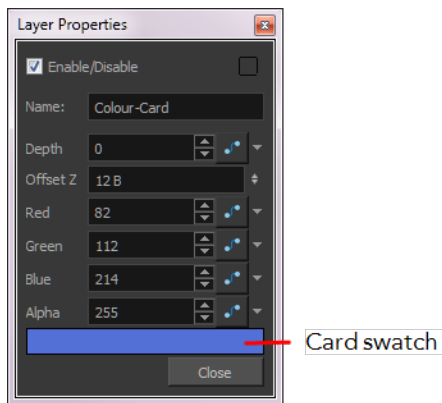 Layer Properties
Enable/Disable
Name: Colour-Card
Depth 0
Offset Z 12 B
Red 82
Green 112
Blue 214
Alpha 255
Card swatch
Close